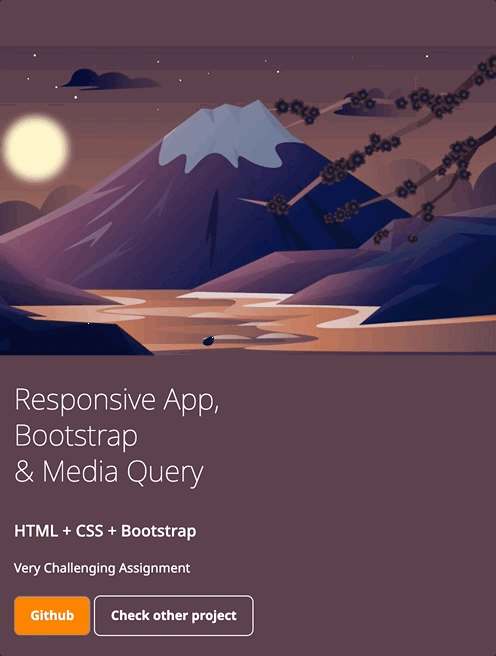 Responsive App,
Bootstrap
& Media Query
HTML + CSS + Bootstrap
Very Challenging Assignment
Github
Check other project